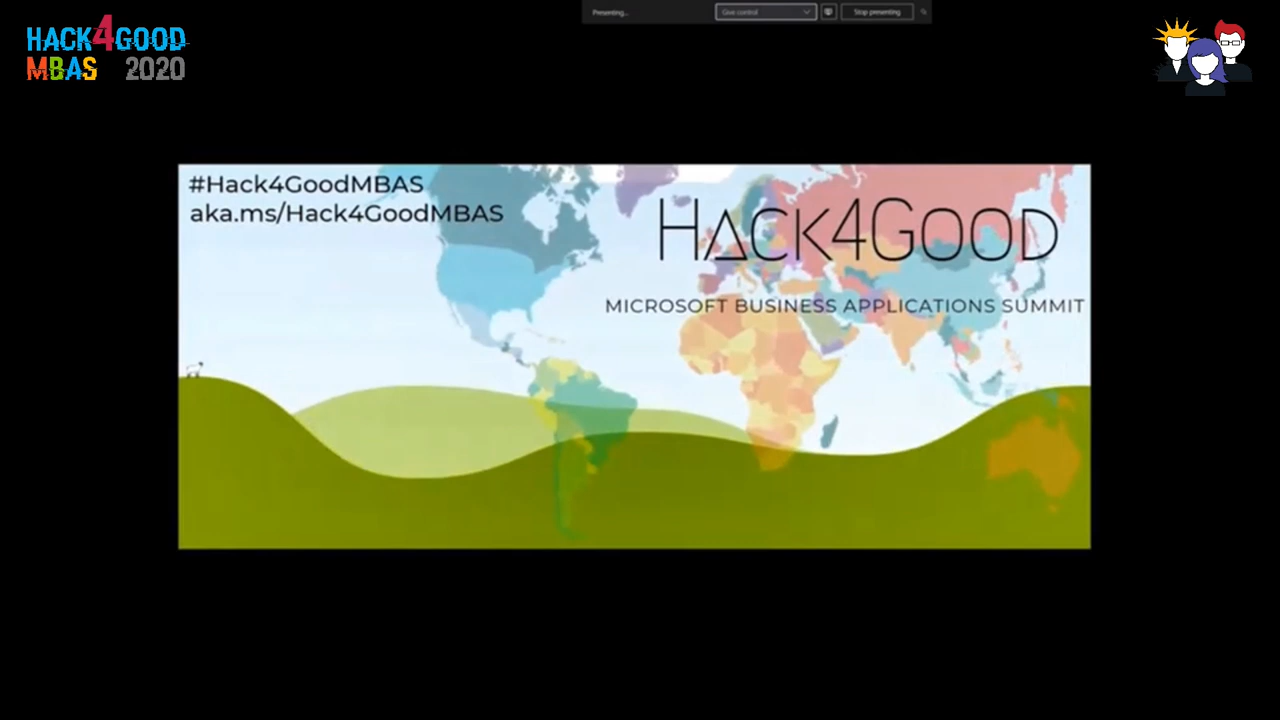 Presenting...
Give control
Stop presenting
HACK4GOOD
MBAS 2020
#Hack4GoodMBAS
aka.ms/Hack4GoodMBAS
HACK4GOOD
MICROSOFT BUSINESS APPLICATIONS SUMMIT